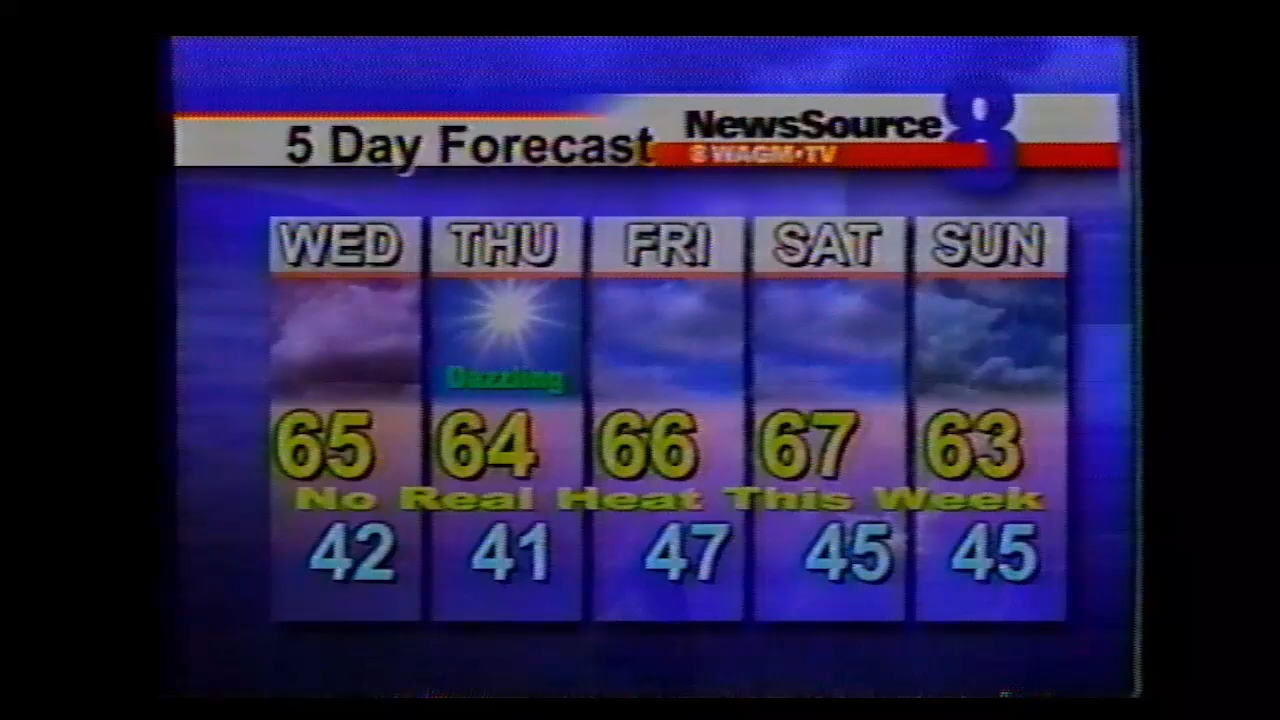 5 Day Forecast
NewsSource 8
8 WAGM•TV
WED THU FRI SAT SUN
Dazzling
65 64 66 67 63
No Real Heat This Week
42 41 47 45 45